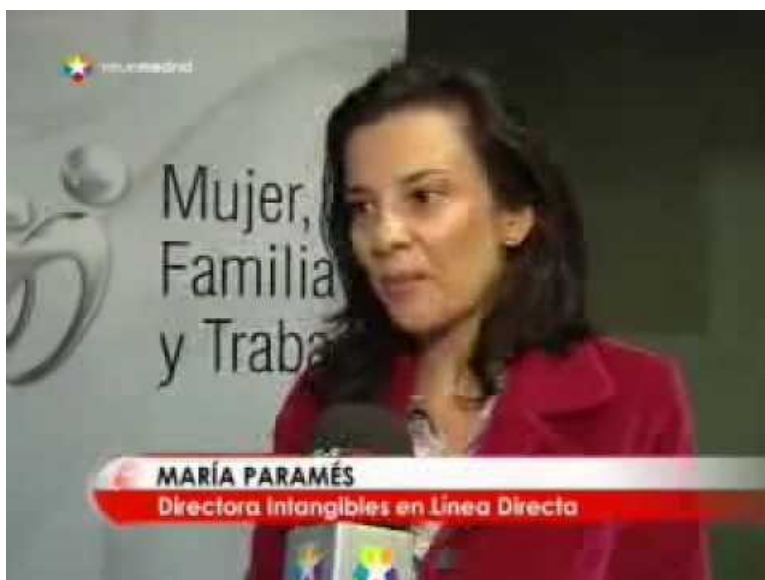 telemadrid
Mujer,
Familia
y Traba
MARÍA PARAMÉS
Directora Intangibles en Línea Directa